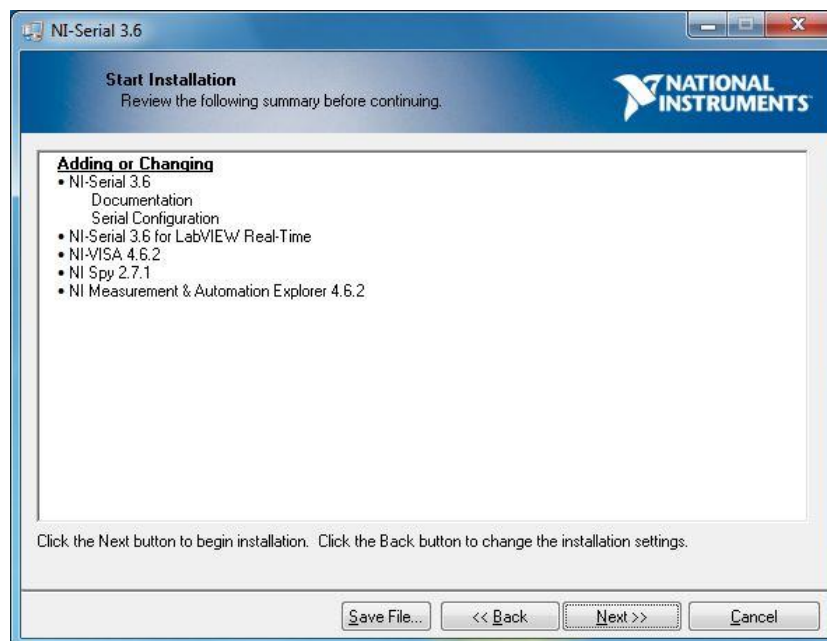 NI-Serial 3.6
Start Installation
Review the following summary before continuing.
NATIONAL
INSTRUMENTS
Adding or Changing
• NI-Serial 3.6
Documentation
Serial Configuration
• NI-Serial 3.6 for LabVIEW Real-Time
• NI-VISA 4.6.2
• NI Spy 2.7.1
• NI Measurement & Automation Explorer 4.6.2
Click the Next button to begin installation.  Click the Back button to change the installation settings.
Save File... << Back Next >> Cancel